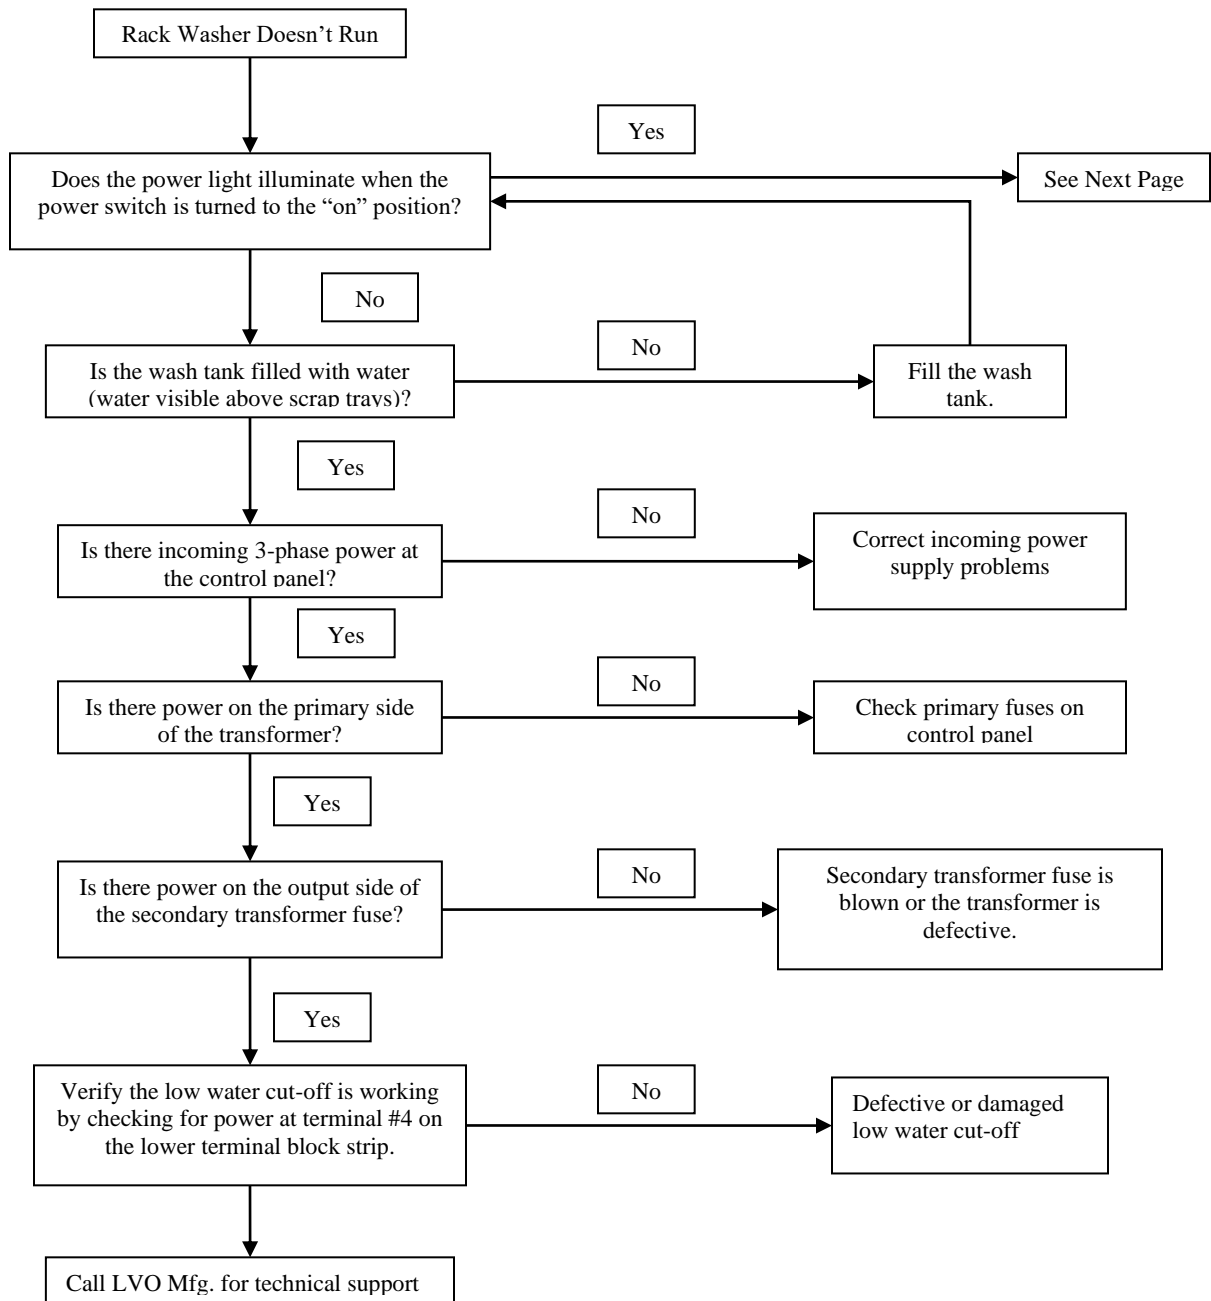 Rack Washer Doesn’t Run
Yes
Does the power light illuminate when the
power switch is turned to the “on” position?
See Next Page
No
Is the wash tank filled with water
(water visible above scrap trays)?
No
Fill the wash
tank.
Yes
Is there incoming 3-phase power at
the control panel?
No
Correct incoming power
supply problems
Yes
Is there power on the primary side
of the transformer?
No
Check primary fuses on
control panel
Yes
Is there power on the output side of
the secondary transformer fuse?
No
Secondary transformer fuse is
blown or the transformer is
defective.
Yes
Verify the low water cut-off is working
by checking for power at terminal #4 on
the lower terminal block strip.
No
Defective or damaged
low water cut-off
Call LVO Mfg. for technical support